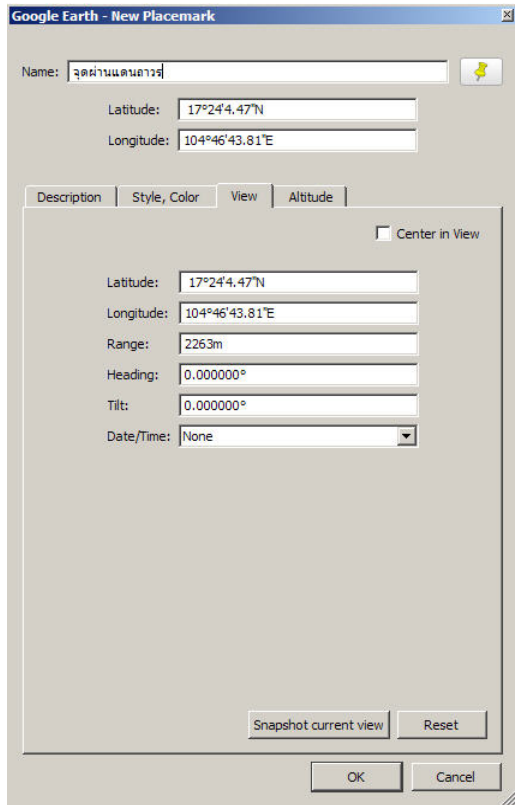 Google Earth - New Placemark
Name: จุดผ่านแดนถาวร
Latitude: 17°24'4.47"N
Longitude: 104°46'43.81"E
Description Style, Color View Altitude
Center in View
Latitude: 17°24'4.47"N
Longitude: 104°46'43.81"E
Range: 2263m
Heading: 0.000000°
Tilt: 0.000000°
Date/Time: None
Snapshot current view Reset
OK Cancel